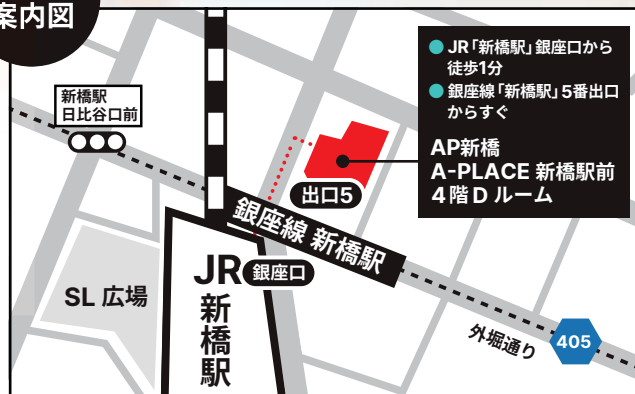 案内図
新橋駅
日比谷口前
JR「新橋駅」銀座口から
徒歩1分
銀座線「新橋駅」5番出口
からすぐ
AP新橋
A-PLACE 新橋駅前
4階 D ルーム
出口5
銀座線 新橋駅
JR
新橋駅
銀座口
SL 広場
外堀通り
405